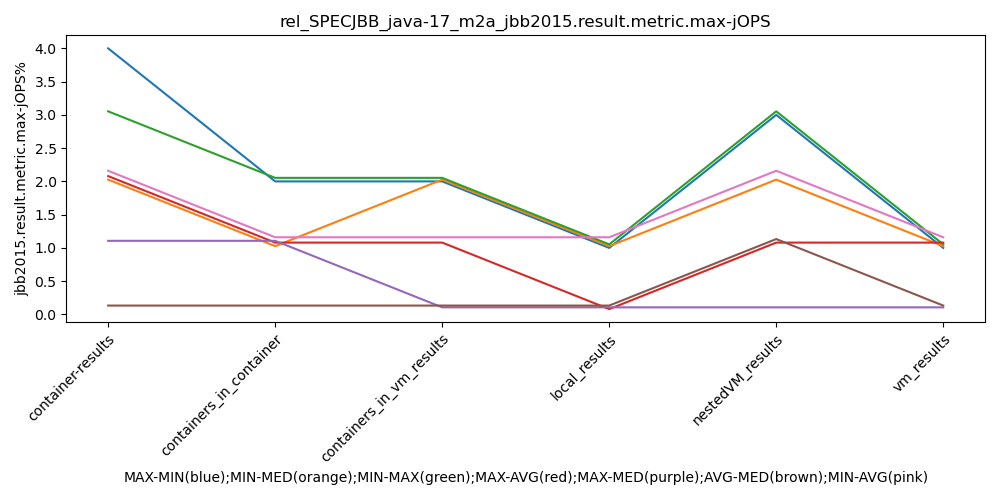 rel_SPECJBB_java-17_m2a_jbb2015.result.metric.max-jOPS
jbb2015.result.metric.max-jOPS%
4.0
3.5
3.0
2.5
2.0
1.5
1.0
0.5
0.0
container-results
containers_in_container
containers_in_vm_results
local_results
nestedVM_results
vm_results
MAX-MIN(blue);MIN-MED(orange);MIN-MAX(green);MAX-AVG(red);MAX-MED(purple);AVG-MED(brown);MIN-AVG(pink)